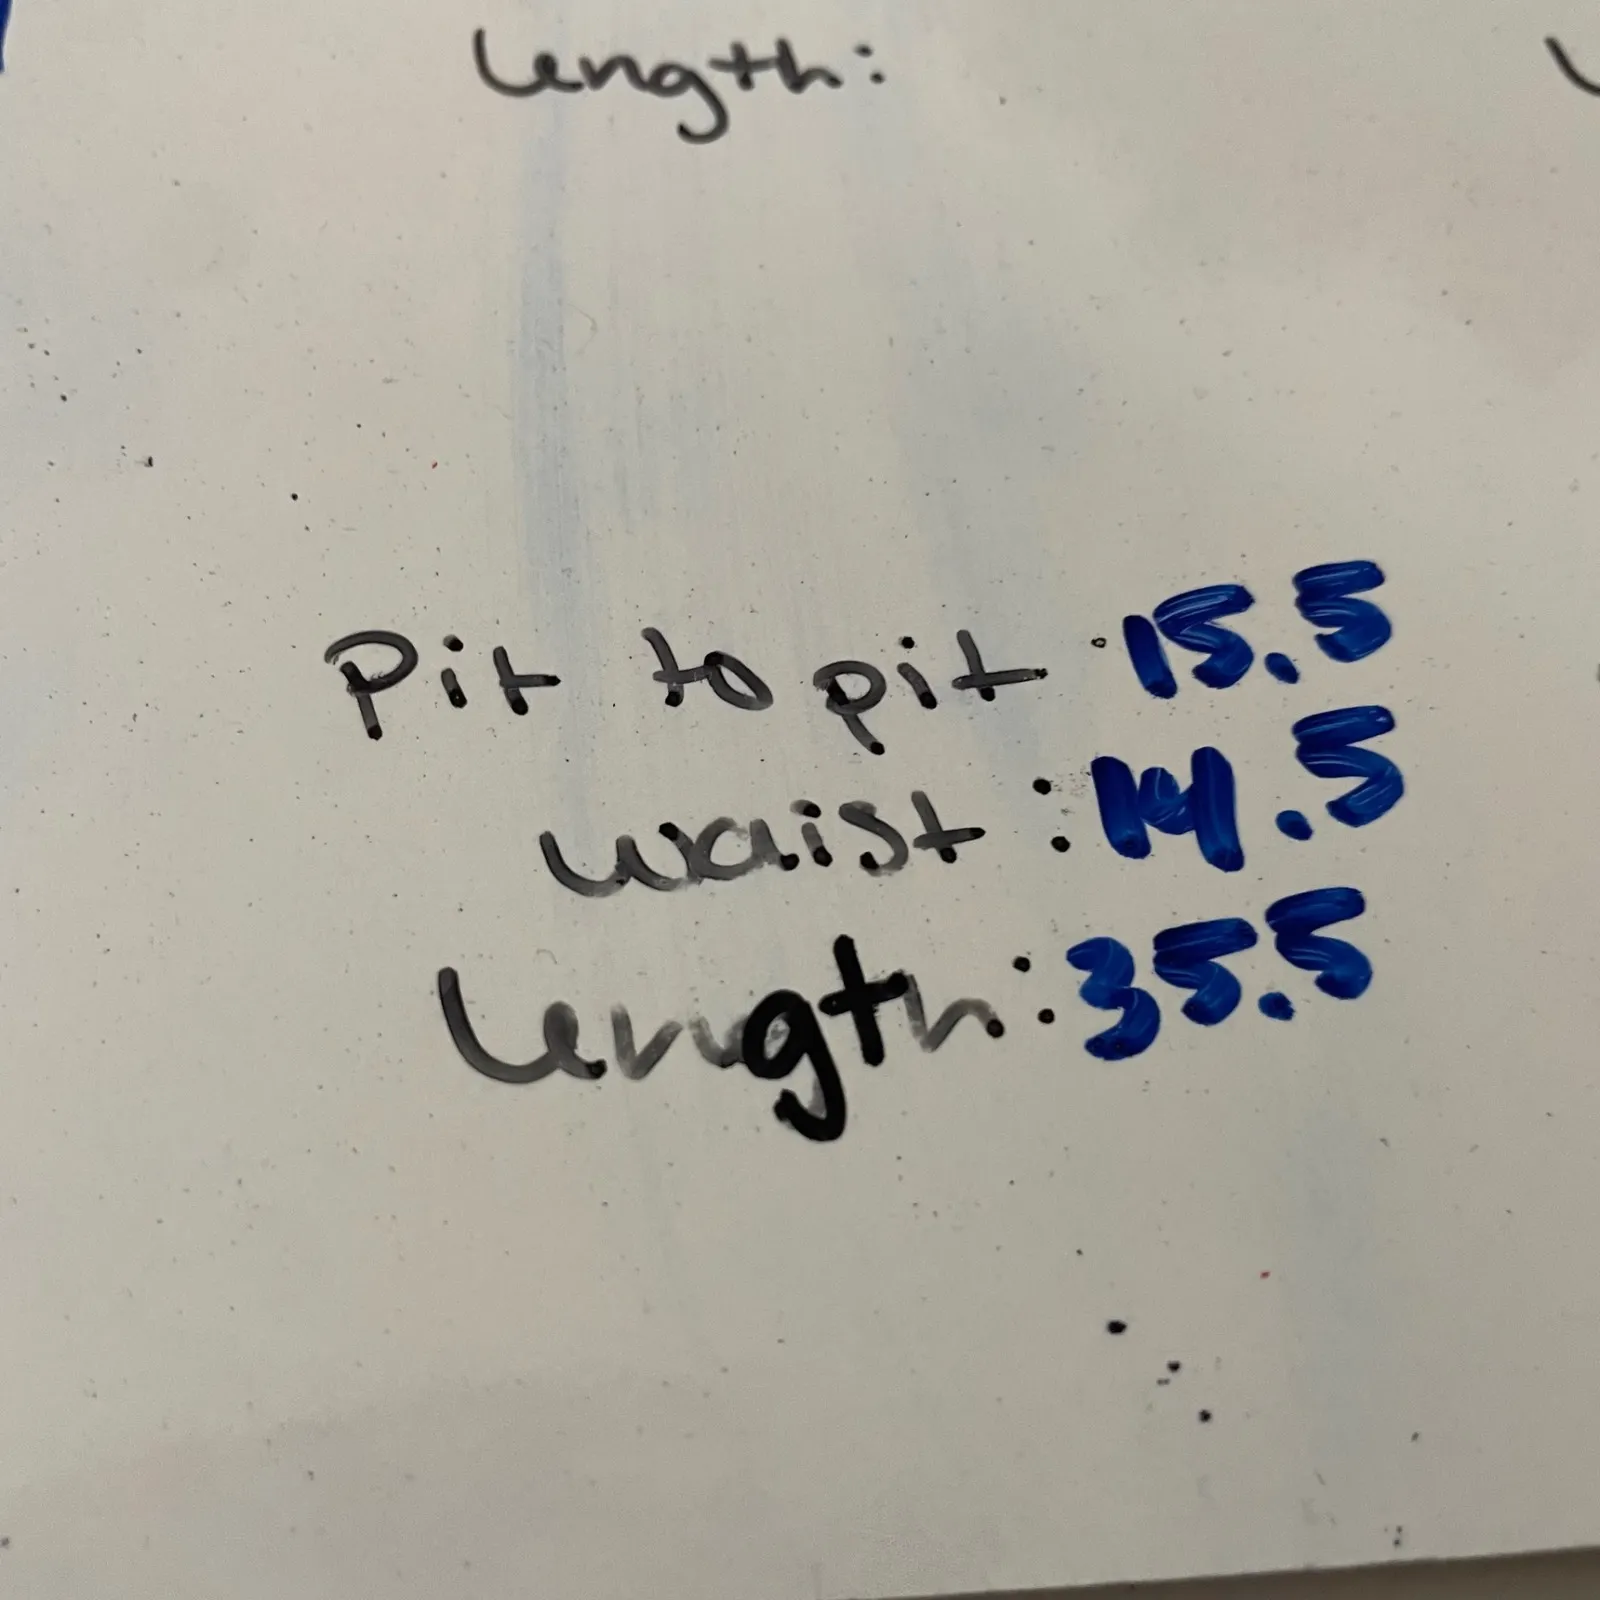 length:
Pit to pit 15.5
waist : 14.5
length: 35.5